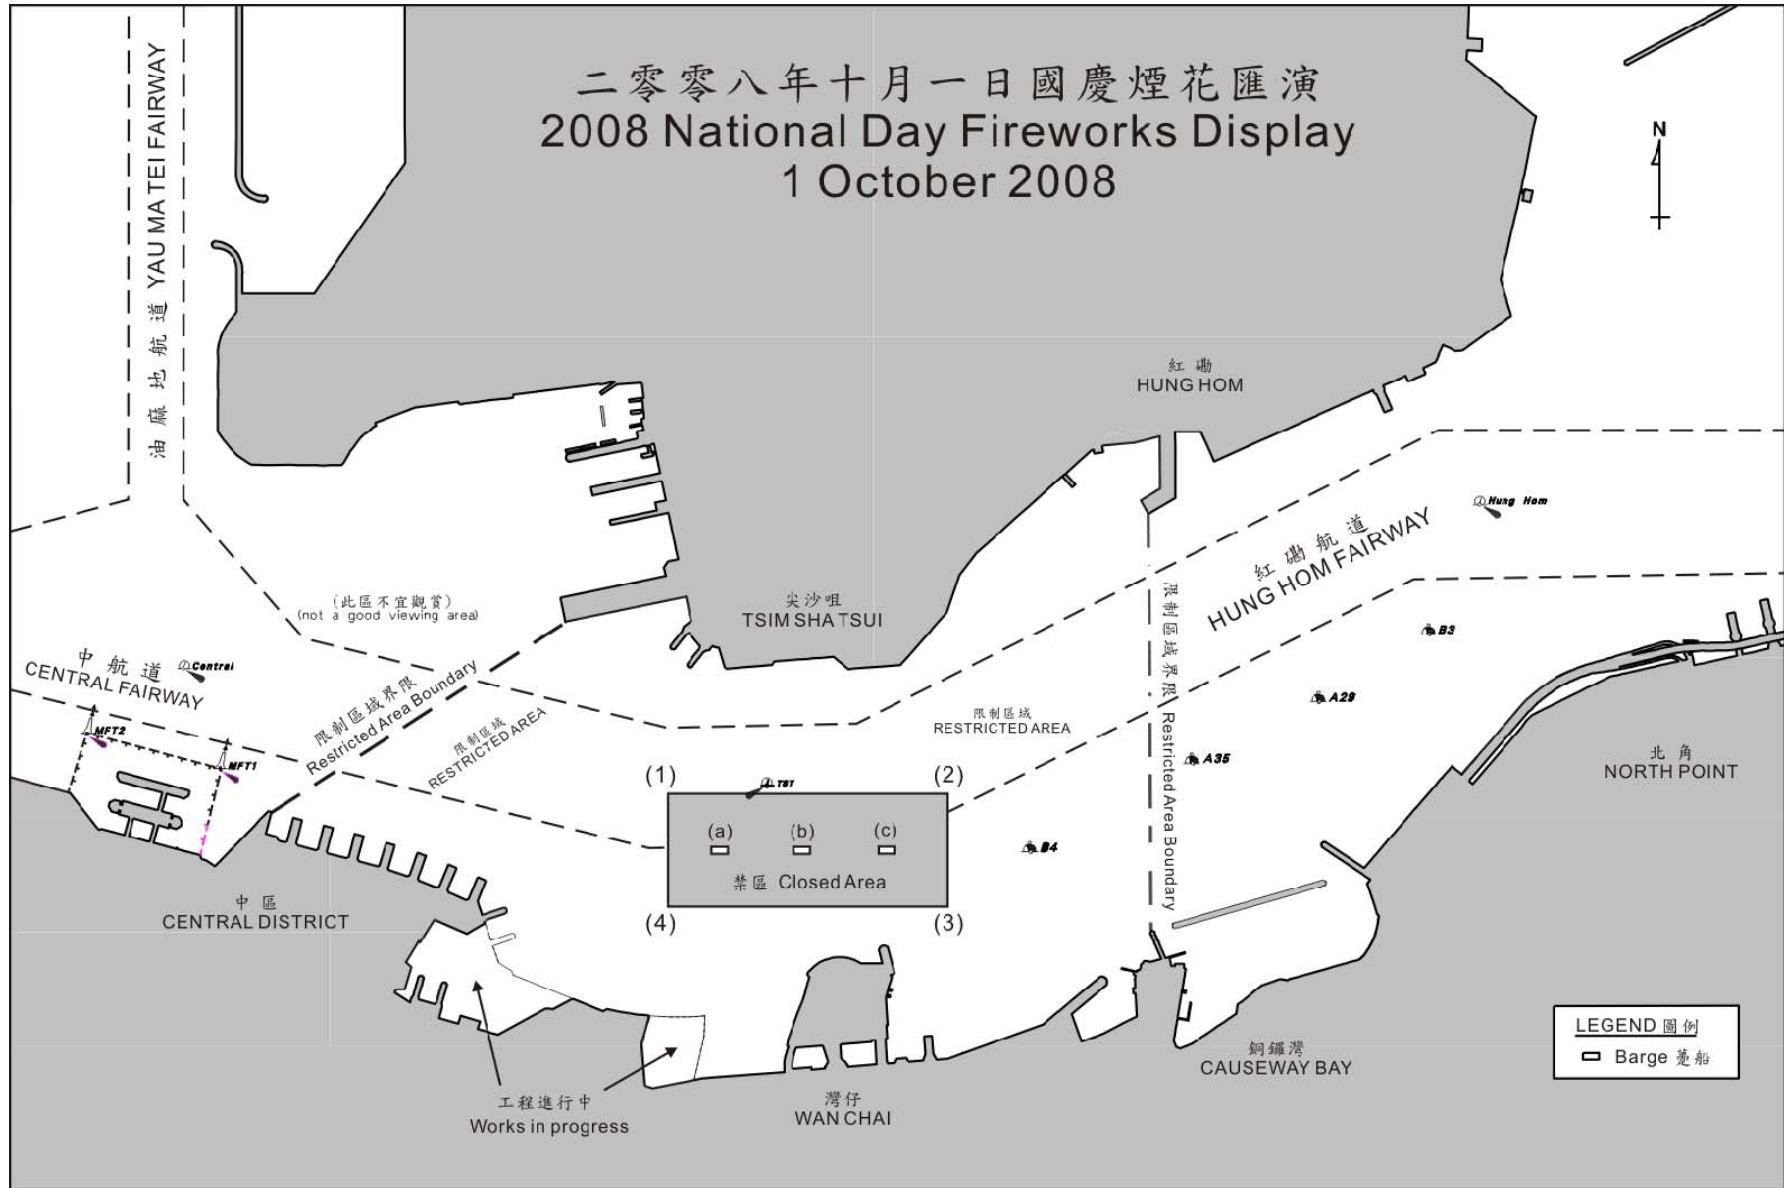 二零零八年十月一日國慶煙花匯演
2008 National Day Fireworks Display
1 October 2008
油麻地航道 YAU MATEI FAIRWAY
N
紅磡
HUNG HOM
Hung Hom
紅磡航道
HUNG HOM FAIRWAY
(此區不宜觀賞)
(not a good viewing area)
尖沙咀
TSIM SHA TSUI
限制區域界限 Restricted Area Boundary
B3
中航道
CENTRAL FAIRWAY
Central
限制區域界限
Restricted Area Boundary
限制區域
RESTRICTED AREA
限制區域
RESTRICTED AREA
A29
MFT2
MFT1
A35
北角
NORTH POINT
(1)
(2)
TST
(a)
(b)
(c)
B4
禁區 Closed Area
(4)
(3)
中區
CENTRAL DISTRICT
工程進行中
Works in progress
灣仔
WAN CHAI
銅鑼灣
CAUSEWAY BAY
LEGEND 圖例
Barge 躉船